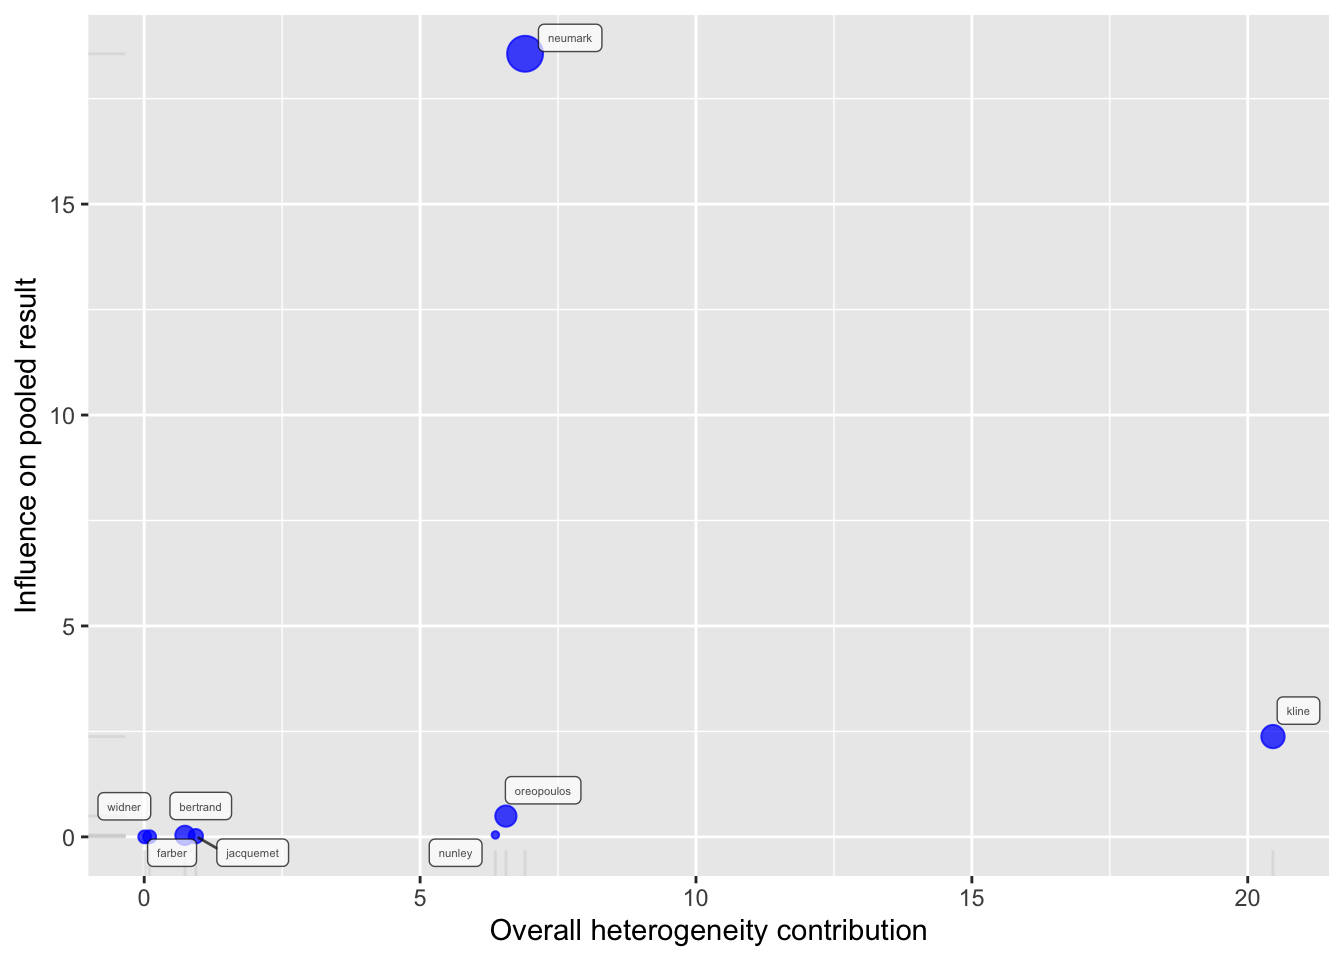 neumark
15
10
5
0
Influence on pooled result
kline
oreopoulos
widner
bertrand
farber
jacquemet
nunley
0
5
10
15
20
Overall heterogeneity contribution